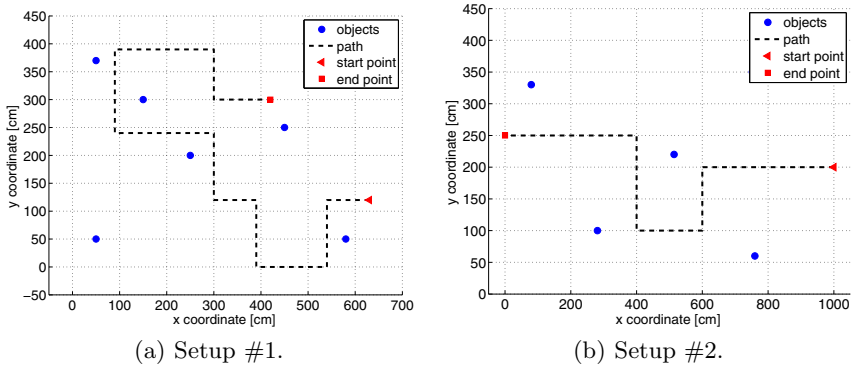 450
400
350
300
250
200
150
100
50
0
−50
0 100 200 300 400 500 600 700
x coordinate [cm]
y coordinate [cm]
objects
path
start point
end point
(a) Setup #1.
450
400
350
300
250
200
150
100
50
0
0 200 400 600 800 1000
x coordinate [cm]
y coordinate [cm]
objects
path
start point
end point
(b) Setup #2.